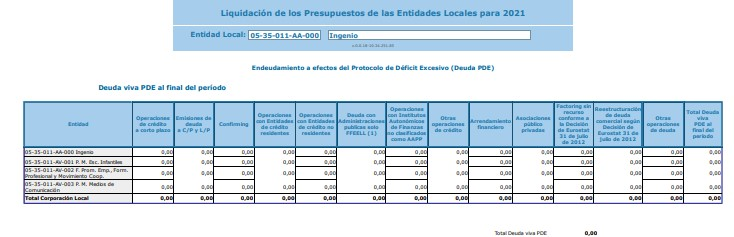 Liquidación de los Presupuestos de las Entidades Locales para 2021
Entidad Local: 05-35-011-AA-000 Ingenio
Endeudamiento a efectos del Protocolo de Déficit Excesivo (Deuda PDE)
Deuda viva PDE al final del periodo
Entidad
Operaciones de crédito a corto plazo
Emisiones de deuda a C/P y L/P
Confirming
Operaciones con Entidades de crédito residentes
Operaciones con Entidades de crédito no residentes
Deuda con Administraciones publicas solo FFEELL (1)
Operaciones con Institutos Autonómicos de Finanzas no clasificados como AAPP
Otras operaciones de crédito
Arrendamiento financiero
Asociaciones público privadas
Factoring sin recurso conforme a la Decisión de Eurostat 31 de julio de 2012
Reestructuración de deuda comercial según Decisión de Eurostat 31 de julio de 2012
Otras operaciones de deuda
Total Deuda viva PDE al final del periodo
05-35-011-AA-000 Ingenio 0,00 0,00 0,00 0,00 0,00 0,00 0,00 0,00 0,00 0,00 0,00 0,00 0,00 0,00
05-35-011-AV-001 P. M. Esc. Infantiles 0,00 0,00 0,00 0,00 0,00 0,00 0,00 0,00 0,00 0,00 0,00 0,00 0,00 0,00
05-35-011-AV-002 F. Prom. Emp., Form.
Profesional y Movimiento Coop. 0,00 0,00 0,00 0,00 0,00 0,00 0,00 0,00 0,00 0,00 0,00 0,00 0,00 0,00
05-35-011-AV-003 P. M. Medios de
Comunicación 0,00 0,00 0,00 0,00 0,00 0,00 0,00 0,00 0,00 0,00 0,00 0,00 0,00 0,00
Total Corporación Local 0,00 0,00 0,00 0,00 0,00 0,00 0,00 0,00 0,00 0,00 0,00 0,00 0,00 0,00
Total Deuda viva PDE 0,00